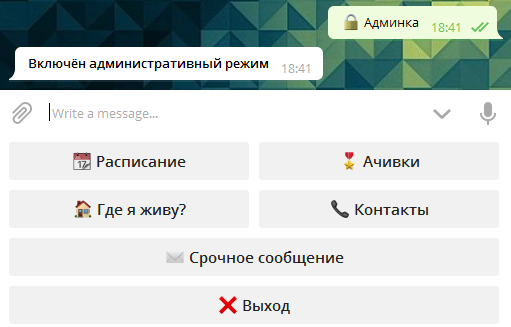 🔒 Админка 18:41
Включён административный режим 18:41
Write a message...
📆 Расписание
🎖 Ачивки
🏠 Где я живу?
📞 Контакты
✉ Срочное сообщение
❌ Выход